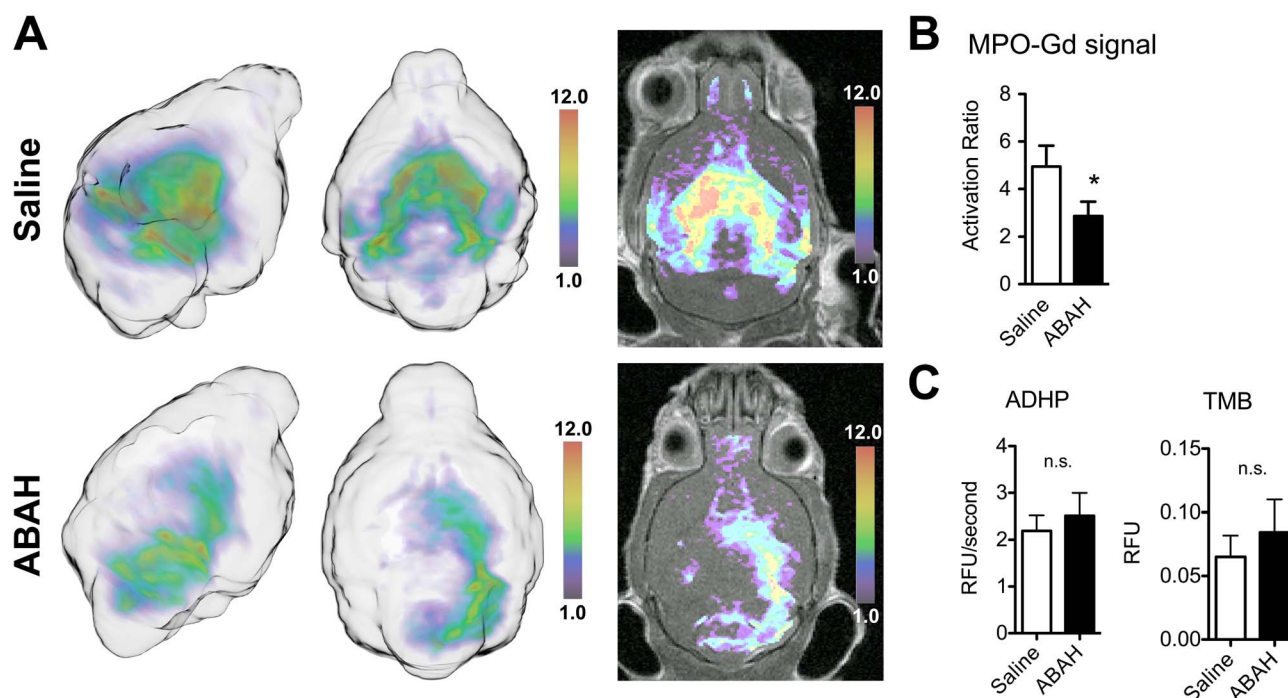 A
Saline
12.0
1.0
12.0
1.0
ABAH
12.0
1.0
12.0
1.0
B
MPO-Gd signal
Activation Ratio
8
6
4
2
0
*
Saline
ABAH
C
ADHP
RFU/second
4
3
2
1
0
n.s.
Saline
ABAH
TMB
RFU
0.15
0.10
0.05
0.00
n.s.
Saline
ABAH